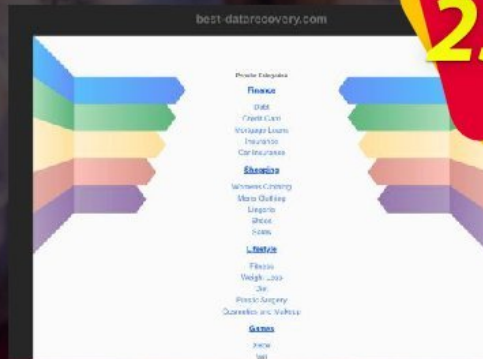 best-datarecovery.com
2
Popular Categories
Finance
Debt
Credit Card
Mortgage Loans
Insurance
Car Insurance
Shopping
Womens Clothing
Mens Clothing
Lingerie
Shoes
Lifestyle
Fitness
Weight Loss
Diet
Plastic Surgery
Cosmetics and Makeup
Games